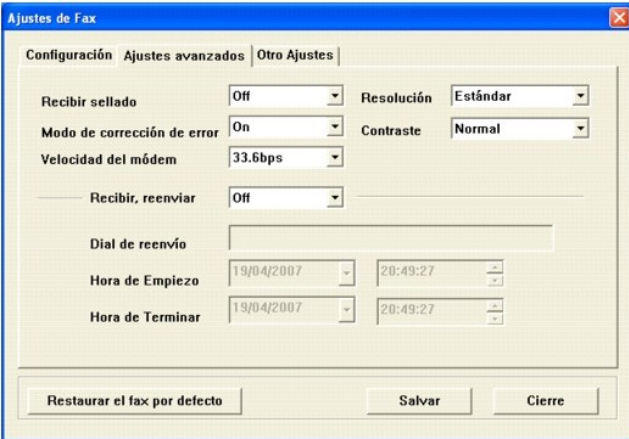 Ajustes de Fax
Configuración Ajustes avanzados Otro Ajustes
Recibir sellado Off Resolución Estándar
Modo de corrección de error On Contraste Normal
Velocidad del módem 33.6bps
Recibir, reenviar Off
Dial de reenvío
Hora de Empiezo 19/04/2007 20:49:27
Hora de Terminar 19/04/2007 20:49:27
Restaurar el fax por defecto Salvar Cierre